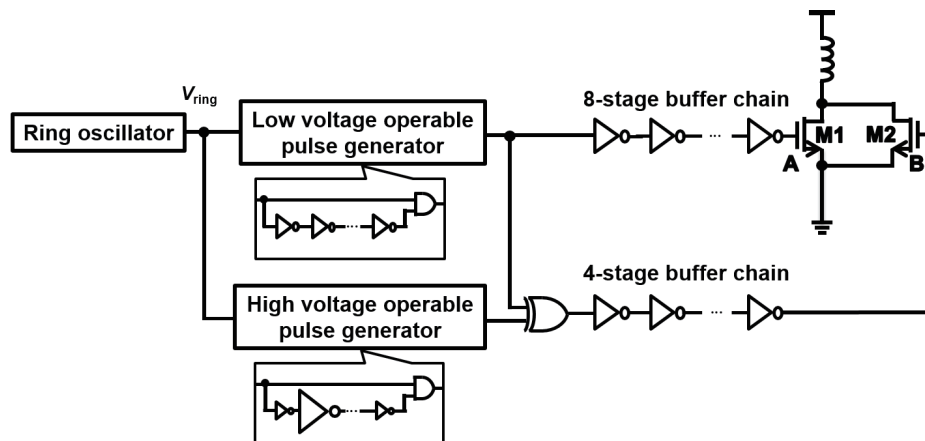 V_ring
Ring oscillator
Low voltage operable
pulse generator
8-stage buffer chain
M1
M2
A
B
High voltage operable
pulse generator
4-stage buffer chain